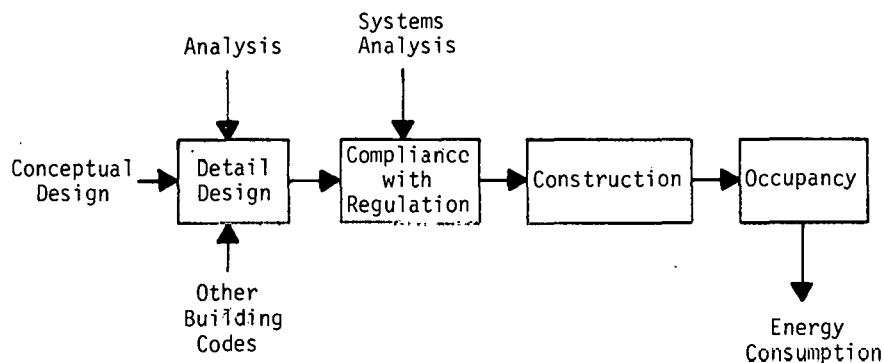 Analysis
Systems
Analysis
Conceptual
Design
Detail
Design
Compliance
with
Regulation
Construction
Occupancy
Other
Building
Codes
Energy
Consumption